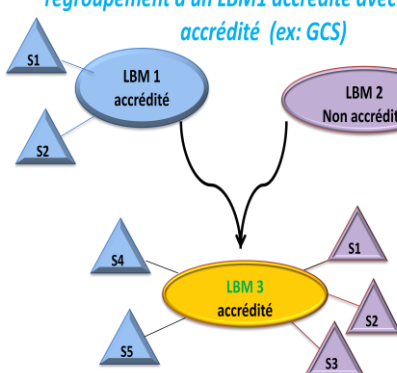 regroupement d'un LBM1 accrédité avec
accrédité (ex: GCS)
S1
LBM 1
accrédité
S2
LBM 2
Non accrédit
S1
S4
LBM 3
accrédité
S2
S5
S3